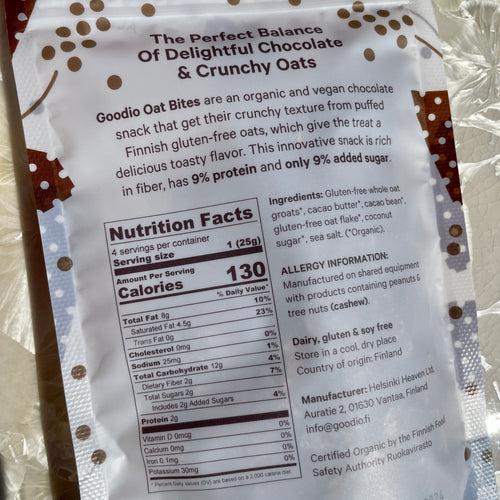 The Perfect Balance
Of Delightful Chocolate
& Crunchy Oats
Goodio Oat Bites are an organic and vegan chocolate
snack that get their crunchy texture from puffed
Finnish gluten-free oats, which give the treat a
delicious toasty flavor. This innovative snack is rich
in fiber, has 9% protein and only 9% added sugar.
Nutrition Facts
4 servings per container
Serving size 1 (25g)
Amount Per Serving
Calories 130
% Daily Value*
Total Fat 8g 10%
Saturated Fat 4.5g 23%
Trans Fat 0g
Cholesterol 0mg 0%
Sodium 25mg 1%
Total Carbohydrate 12g 4%
Dietary Fiber 2g 7%
Total Sugars 2g
Includes 2g Added Sugars 4%
Protein 2g
Vitamin D 0mcg 0%
Calcium 0mg 0%
Iron 0.1mg 0%
Potassium 30mg 0%
* Percent Daily Values (DV) are based on a 2,000 calorie diet.
Ingredients: Gluten-free whole oat
groats*, cacao butter*, cacao bean*,
gluten-free oat flake*, coconut
sugar*, sea salt. (*Organic).
ALLERGY INFORMATION:
Manufactured on shared equipment
with products containing peanuts &
tree nuts (cashew).
Dairy, gluten & soy free
Store in a cool, dry place
Country of origin: Finland
Manufacturer: Helsinki Heaven Ltd.
Auratie 2, 01630 Vantaa, Finland
info@goodio.fi
Certified Organic by the Finnish Food
Safety Authority Ruokavirasto